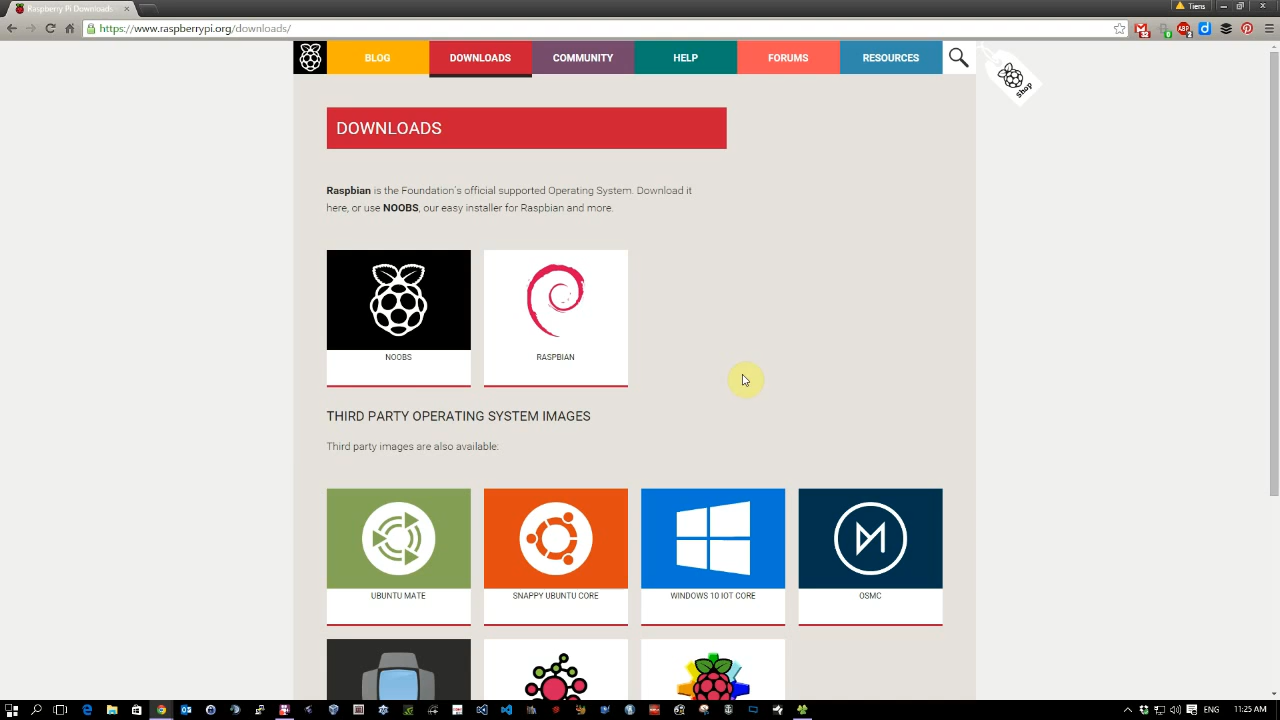 Raspberry Pi Downloads
Tiens
https://www.raspberrypi.org/downloads/
BLOG
DOWNLOADS
COMMUNITY
HELP
FORUMS
RESOURCES
Shop
DOWNLOADS
Raspbian is the Foundation's official supported Operating System. Download it
here, or use NOOBS, our easy installer for Raspbian and more.
NOOBS
RASPBIAN
THIRD PARTY OPERATING SYSTEM IMAGES
Third party images are also available:
UBUNTU MATE
SNAPPY UBUNTU CORE
WINDOWS 10 IOT CORE
OSMC
11:25 AM